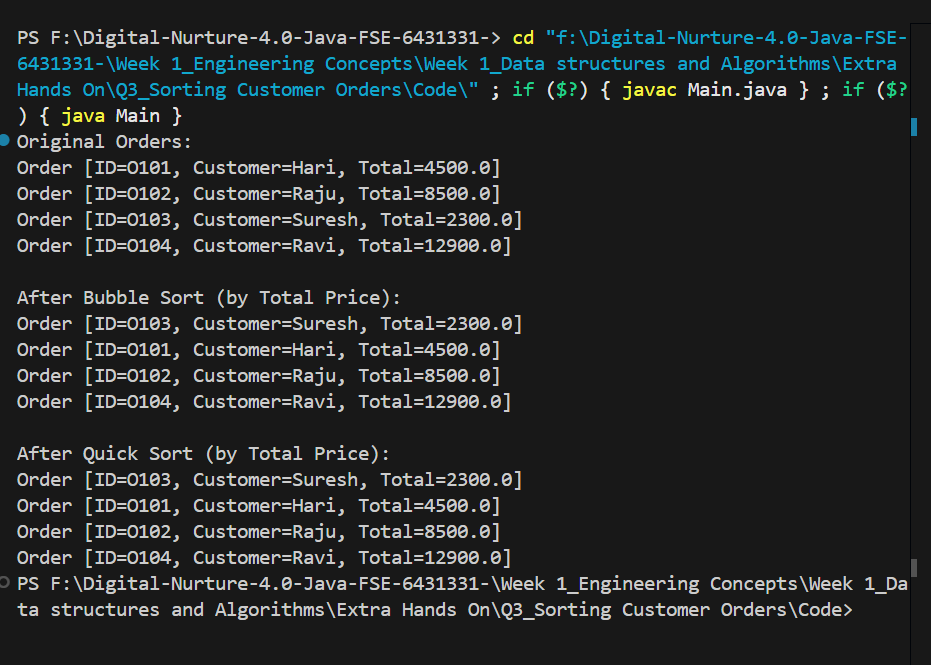 PS F:\Digital-Nurture-4.0-Java-FSE-6431331-> cd "f:\Digital-Nurture-4.0-Java-FSE-
6431331-\Week 1_Engineering Concepts\Week 1_Data structures and Algorithms\Extra
Hands On\Q3_Sorting Customer Orders\Code\" ; if ($?) { javac Main.java } ; if ($?
) { java Main }
Original Orders:
Order [ID=O101, Customer=Hari, Total=4500.0]
Order [ID=O102, Customer=Raju, Total=8500.0]
Order [ID=O103, Customer=Suresh, Total=2300.0]
Order [ID=O104, Customer=Ravi, Total=12900.0]

After Bubble Sort (by Total Price):
Order [ID=O103, Customer=Suresh, Total=2300.0]
Order [ID=O101, Customer=Hari, Total=4500.0]
Order [ID=O102, Customer=Raju, Total=8500.0]
Order [ID=O104, Customer=Ravi, Total=12900.0]

After Quick Sort (by Total Price):
Order [ID=O103, Customer=Suresh, Total=2300.0]
Order [ID=O101, Customer=Hari, Total=4500.0]
Order [ID=O102, Customer=Raju, Total=8500.0]
Order [ID=O104, Customer=Ravi, Total=12900.0]
PS F:\Digital-Nurture-4.0-Java-FSE-6431331-\Week 1_Engineering Concepts\Week 1_Da
ta structures and Algorithms\Extra Hands On\Q3_Sorting Customer Orders\Code>